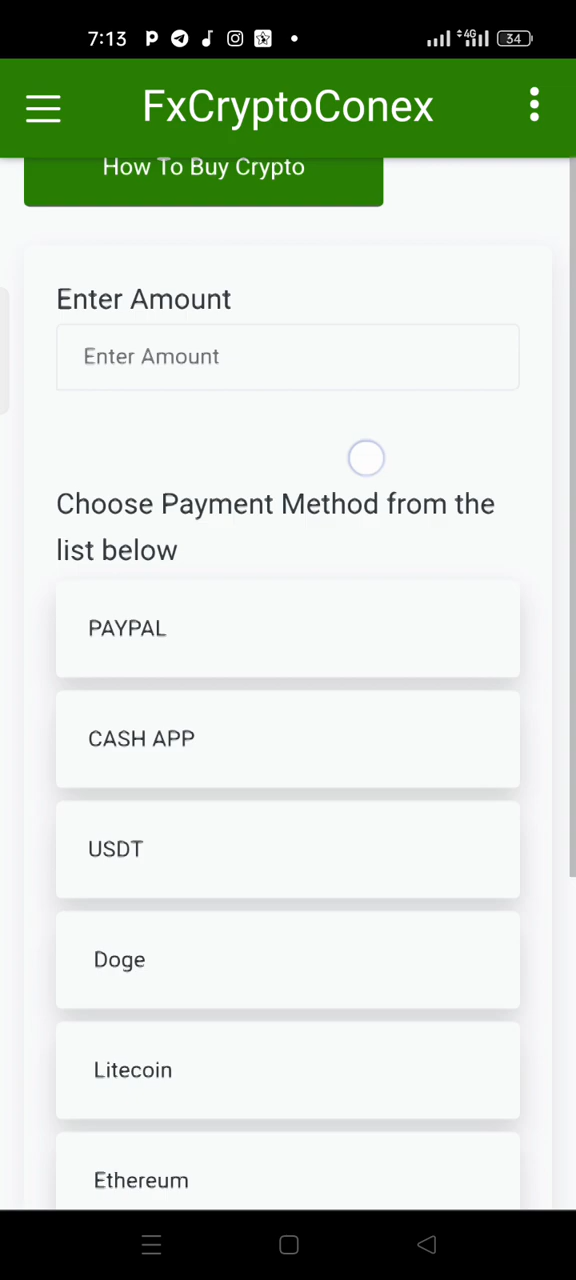 7:13
4G
34
FxCryptoConex
How To Buy Crypto
Enter Amount
Enter Amount
Choose Payment Method from the
list below
PAYPAL
CASH APP
USDT
Doge
Litecoin
Ethereum